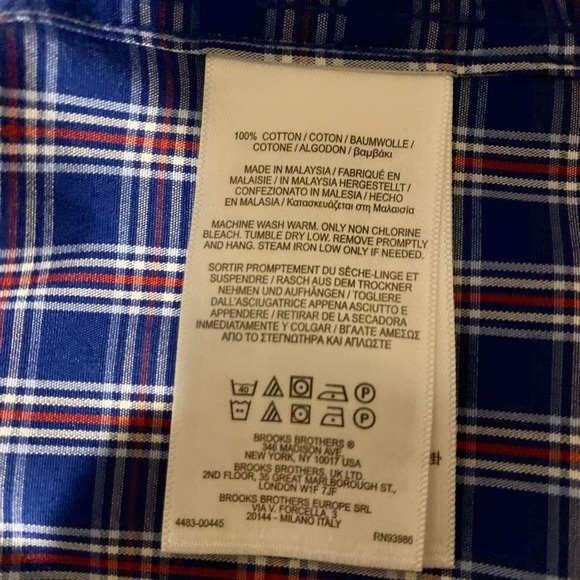 100% COTTON / COTON / BAUMWOLLE /
COTONE / ALGODON / βαμβάκι
MADE IN MALAYSIA / FABRIQUÉ EN
MALAISIE / IN MALAYSIA HERGESTELLT /
CONFEZIONATO IN MALESIA / HECHO
EN MALASIA / Κατασκευάζεται στη Μαλαισία
MACHINE WASH WARM. ONLY NON CHLORINE
BLEACH. TUMBLE DRY LOW. REMOVE PROMPTLY
AND HANG. STEAM IRON LOW ONLY IF NEEDED.
SORTIR PROMPTEMENT DU SÈCHE-LINGE ET
SUSPENDRE / RASCH AUS DEM TROCKNER
NEHMEN UND AUFHÄNGEN / TOGLIERE
DALL'ASCIUGATRICE APPENA ASCIUTTO E
APPENDERE / RETIRAR DE LA SECADORA
INMEDIATAMENTE Y COLGAR / ΒΓΑΛΤΕ ΑΜΕΣΩΣ
ΑΠΟ ΤΟ ΣΤΕΓΝΩΤΗΡΑ ΚΑΙ ΑΠΛΩΣΤΕ
40 P
P
BROOKS BROTHERS ®
346 MADISON AVE
NEW YORK, NY 10017 USA
BROOKS BROTHERS, UK LTD
2ND FLOOR, 35 GREAT MARLBOROUGH ST.,
LONDON W1F 7JF
BROOKS BROTHERS EUROPE SRL
VIA V. FORCELLA, 3
20144 - MILANO ITALY
4483-00445
RN93986